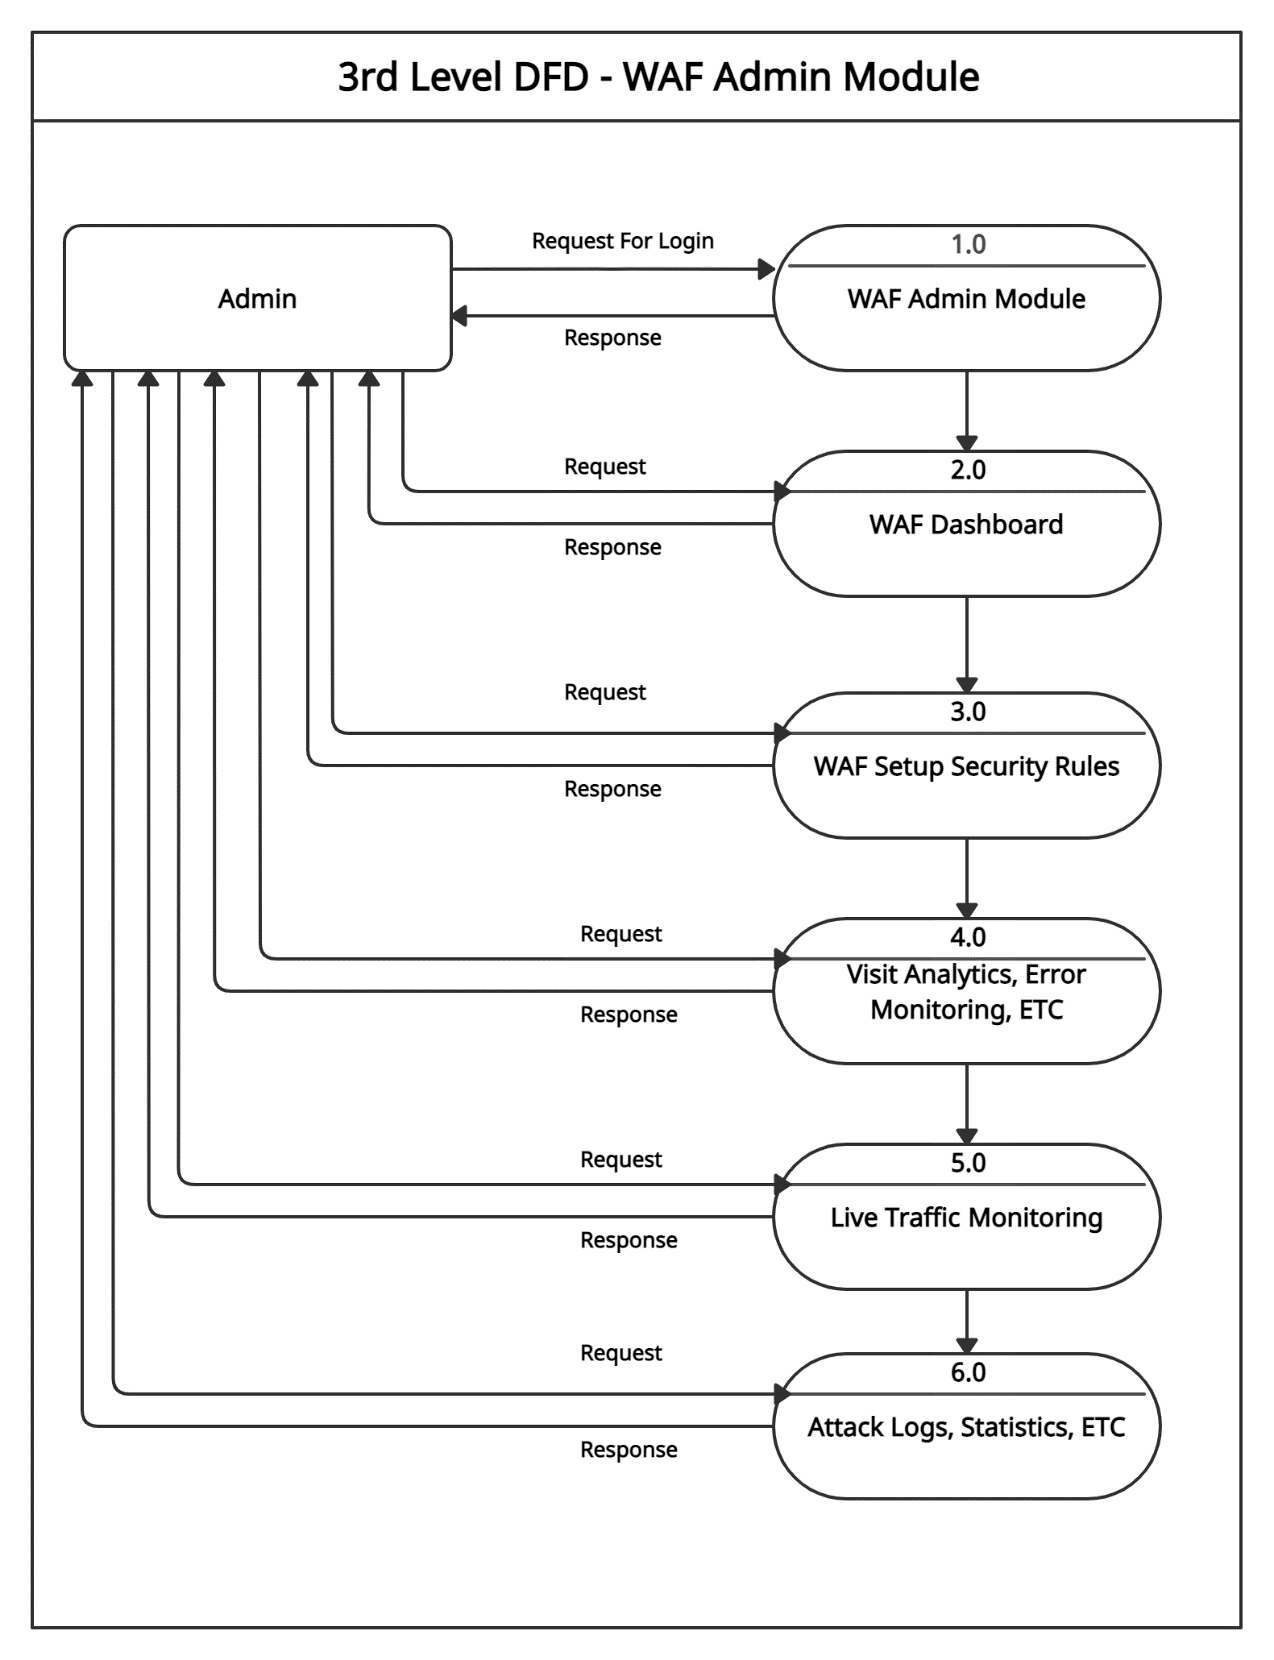 3rd Level DFD - WAF Admin Module
Admin
Request For Login
Response
1.0
WAF Admin Module
Request
Response
2.0
WAF Dashboard
Request
Response
3.0
WAF Setup Security Rules
Request
Response
4.0
Visit Analytics, Error
Monitoring, ETC
Request
Response
5.0
Live Traffic Monitoring
Request
Response
6.0
Attack Logs, Statistics, ETC